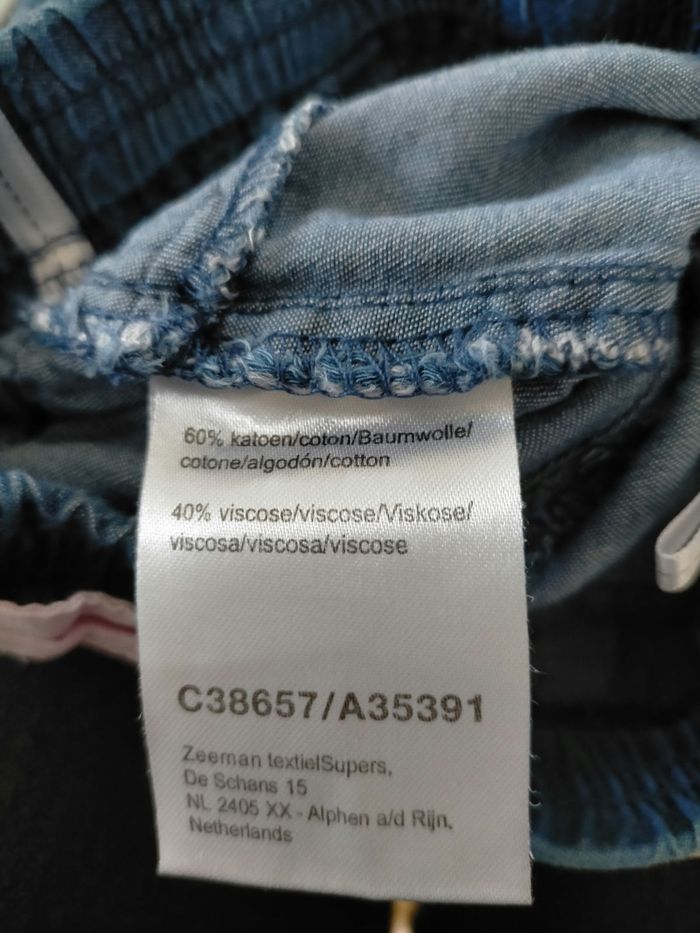 60% katoen/coton/Baumwolle/
cotone/algodón/cotton
40% viscose/viscose/Viskose/
viscosa/viscosa/viscose
C38657/A35391
Zeeman textielSupers,
De Schans 15
NL 2405 XX - Alphen a/d Rijn,
Netherlands